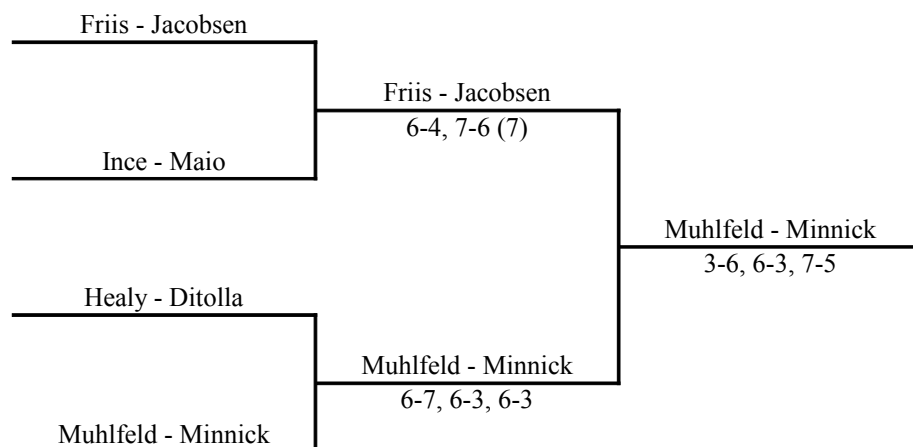 Friis - Jacobsen
Friis - Jacobsen
6-4, 7-6 (7)
Ince - Maio
Muhlfeld - Minnick
3-6, 6-3, 7-5
Healy - Ditolla
Muhlfeld - Minnick
6-7, 6-3, 6-3
Muhlfeld - Minnick